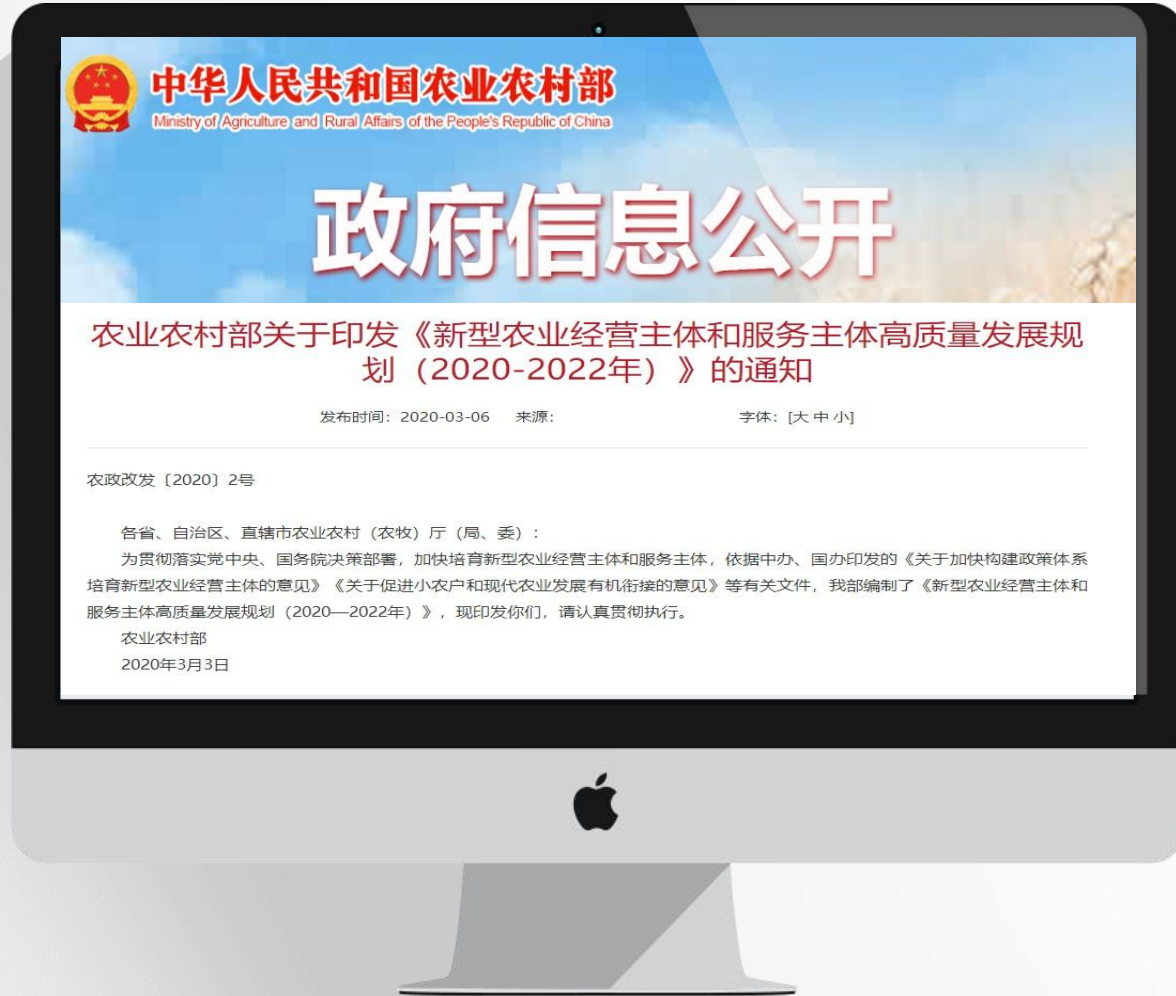 中华人民共和国农业农村部
Ministry of Agriculture and Rural Affairs of the People's Republic of China
政府信息公开
农业农村部关于印发《新型农业经营主体和服务主体高质量发展规
划（2020-2022年）》的通知
发布时间：2020-03-06 来源： 字体：[大 中 小]
农政改发〔2020〕2号
各省、自治区、直辖市农业农村（农牧）厅（局、委）：
为贯彻落实党中央、国务院决策部署，加快培育新型农业经营主体和服务主体，依据中办、国办印发的《关于加快构建政策体系
培育新型农业经营主体的意见》《关于促进小农户和现代农业发展有机衔接的意见》等有关文件，我部编制了《新型农业经营主体和
服务主体高质量发展规划（2020—2022年）》，现印发你们，请认真贯彻执行。
农业农村部
2020年3月3日